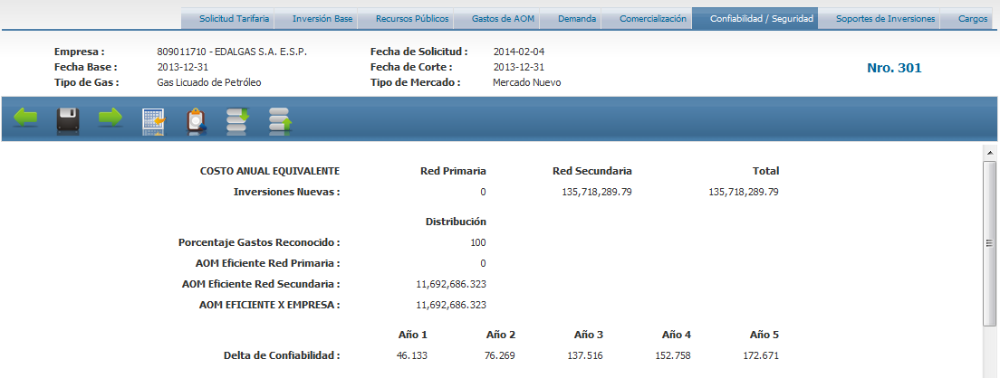 Solicitud Tarifaria Inversión Base Recursos Públicos Gastos de AOM Demanda Comercialización Confiabilidad / Seguridad Soportes de Inversiones Cargos
Empresa : 809011710 - EDALGAS S.A. E.S.P. Fecha de Solicitud : 2014-02-04
Fecha Base : 2013-12-31 Fecha de Corte : 2013-12-31 Nro. 301
Tipo de Gas : Gas Licuado de Petróleo Tipo de Mercado : Mercado Nuevo
COSTO ANUAL EQUIVALENTE Red Primaria Red Secundaria Total
Inversiones Nuevas : 0 135,718,289.79 135,718,289.79
Distribución
Porcentaje Gastos Reconocido : 100
AOM Eficiente Red Primaria : 0
AOM Eficiente Red Secundaria : 11,692,686.323
AOM EFICIENTE X EMPRESA : 11,692,686.323
Año 1 Año 2 Año 3 Año 4 Año 5
Delta de Confiabilidad : 46.133 76.269 137.516 152.758 172.671